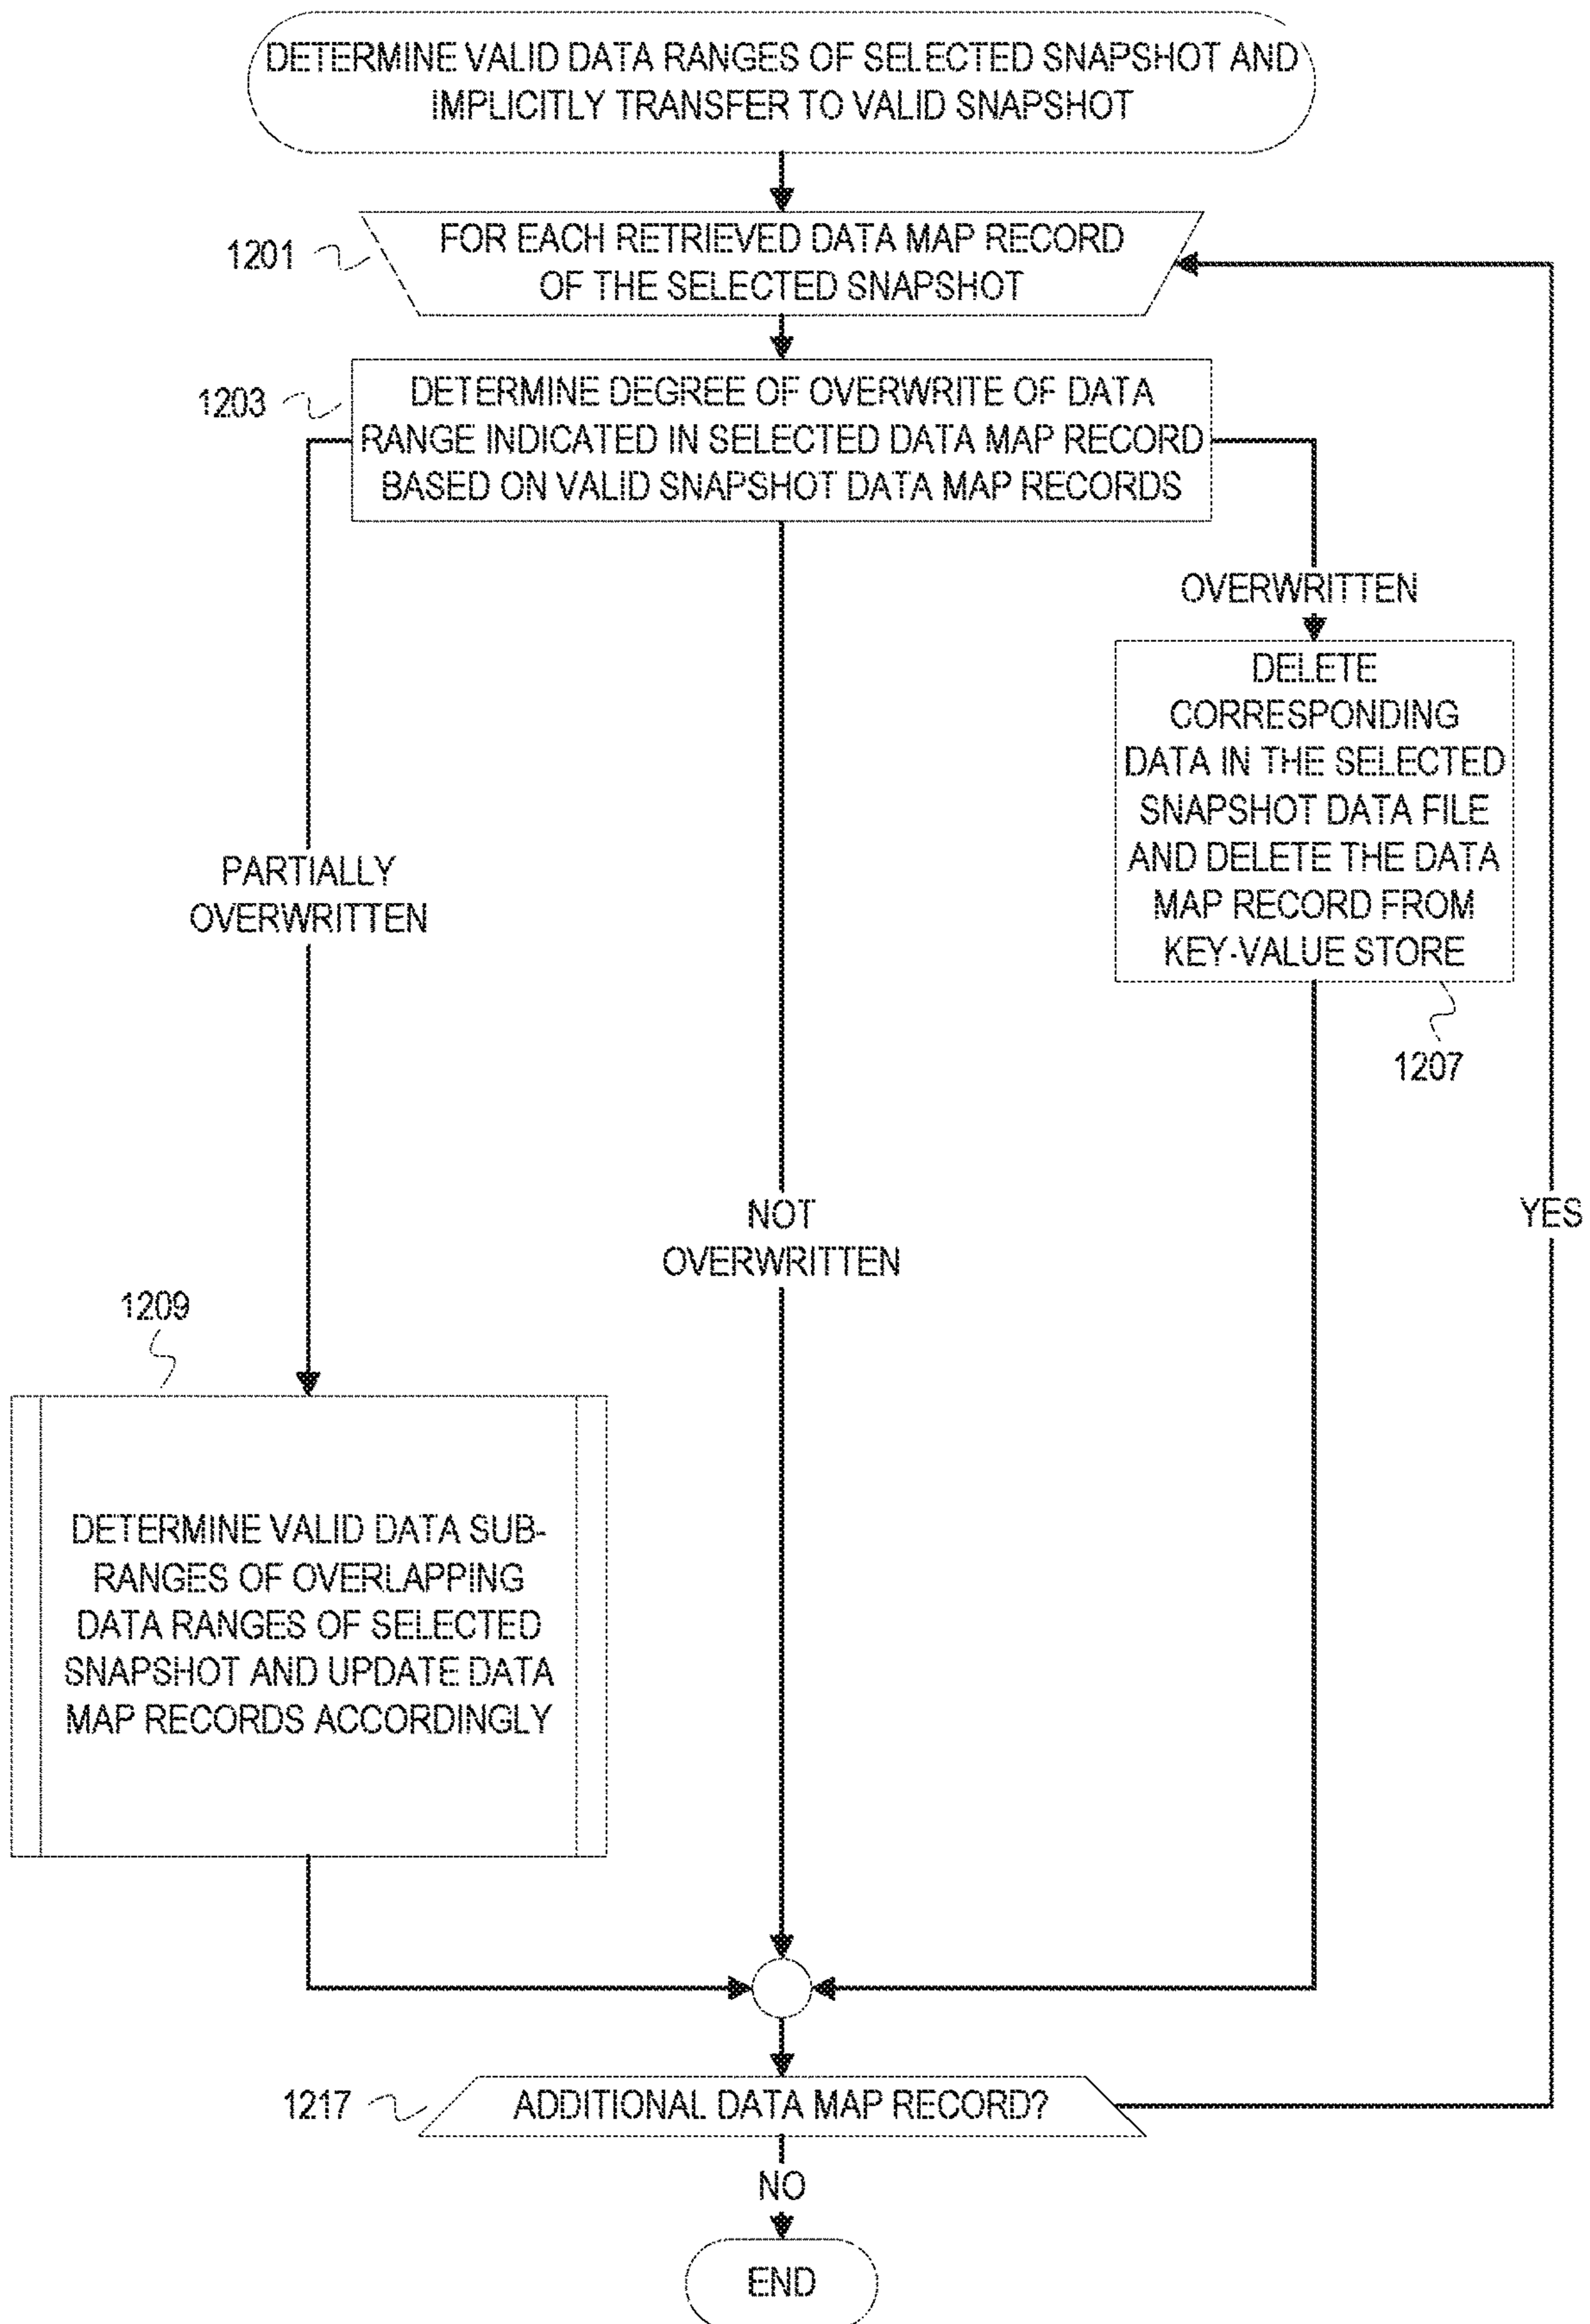 DETERMINE VALID DATA RANGES OF SELECTED SNAPSHOT AND
IMPLICITLY TRANSFER TO VALID SNAPSHOT
1201
FOR EACH RETRIEVED DATA MAP RECORD
OF THE SELECTED SNAPSHOT
1203
DETERMINE DEGREE OF OVERWRITE OF DATA
RANGE INDICATED IN SELECTED DATA MAP RECORD
BASED ON VALID SNAPSHOT DATA MAP RECORDS
OVERWRITTEN
DELETE
CORRESPONDING
DATA IN THE SELECTED
SNAPSHOT DATA FILE
AND DELETE THE DATA
MAP RECORD FROM
KEY-VALUE STORE
1207
PARTIALLY
OVERWRITTEN
NOT
OVERWRITTEN
YES
1209
DETERMINE VALID DATA SUB-
RANGES OF OVERLAPPING
DATA RANGES OF SELECTED
SNAPSHOT AND UPDATE DATA
MAP RECORDS ACCORDINGLY
1217
ADDITIONAL DATA MAP RECORD?
NO
END